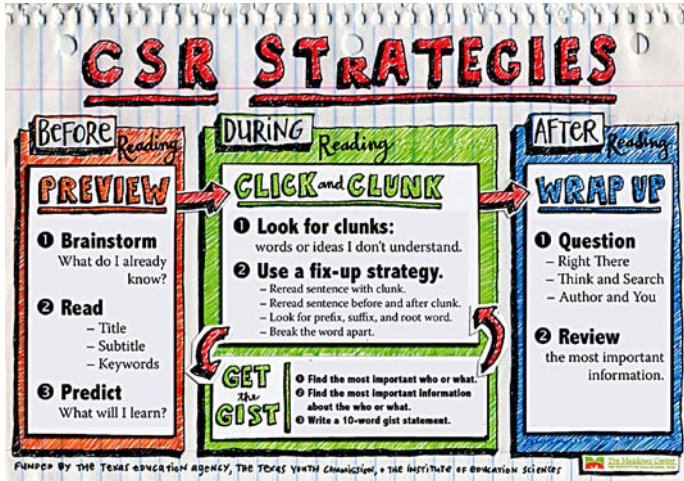 CSR STRATEGIES
BEFORE Reading
PREVIEW
❶ Brainstorm
What do I already
know?
❷ Read
– Title
– Subtitle
– Keywords
❸ Predict
What will I learn?
DURING Reading
CLICK and CLUNK
❶ Look for clunks:
words or ideas I don't understand.
❷ Use a fix-up strategy.
– Reread sentence with clunk.
– Reread sentence before and after clunk.
– Look for prefix, suffix, and root word.
– Break the word apart.
GET
the
GIST
❶ Find the most important who or what.
❷ Find the most important information
about the who or what.
❸ Write a 10-word gist statement.
AFTER Reading
WRAP UP
❶ Question
– Right There
– Think and Search
– Author and You
❷ Review
the most important
information.
FUNDED BY THE TEXAS EDUCATION AGENCY, THE TEXAS YOUTH COMMISSION, + THE INSTITUTE OF EDUCATION SCIENCES
The Meadows Center